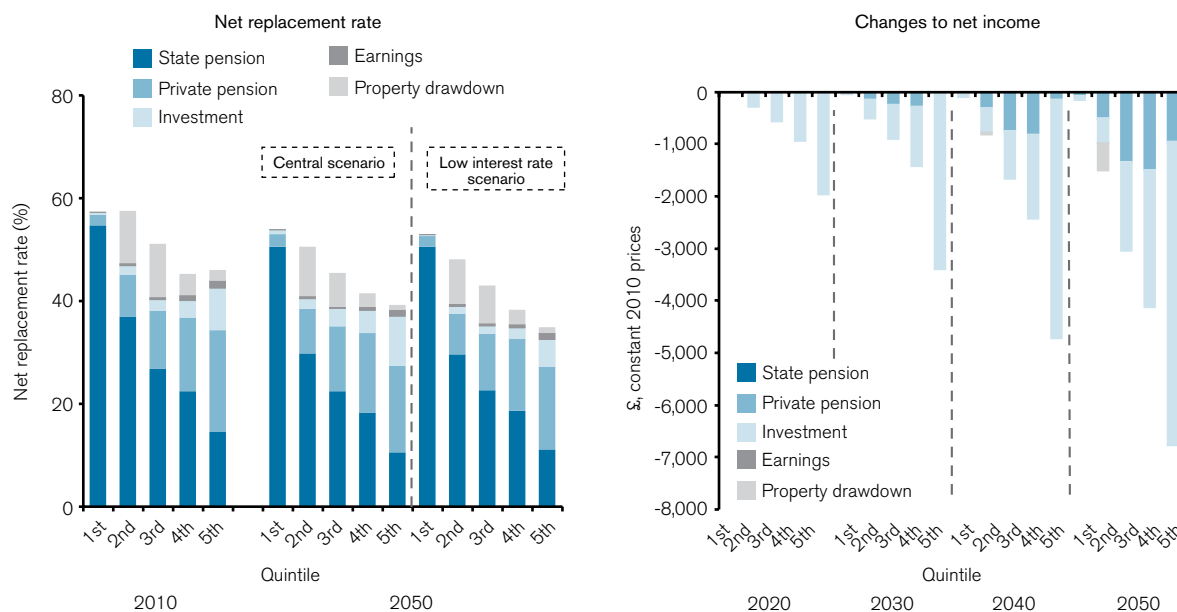 Net replacement rate
State pension
Private pension
Investment
Earnings
Property drawdown
Net replacement rate (%)
80
60
40
20
0
Central scenario
Low interest rate
scenario
1st 2nd 3rd 4th 5th 1st 2nd 3rd 4th 5th 1st 2nd 3rd 4th 5th
Quintile
2010 2050
Changes to net income
£, constant 2010 prices
0
-1,000
-2,000
-3,000
-4,000
-5,000
-6,000
-7,000
-8,000
State pension
Private pension
Investment
Earnings
Property drawdown
1st 2nd 3rd 4th 5th 1st 2nd 3rd 4th 5th 1st 2nd 3rd 4th 5th 1st 2nd 3rd 4th 5th
Quintile
2020 2030 2040 2050